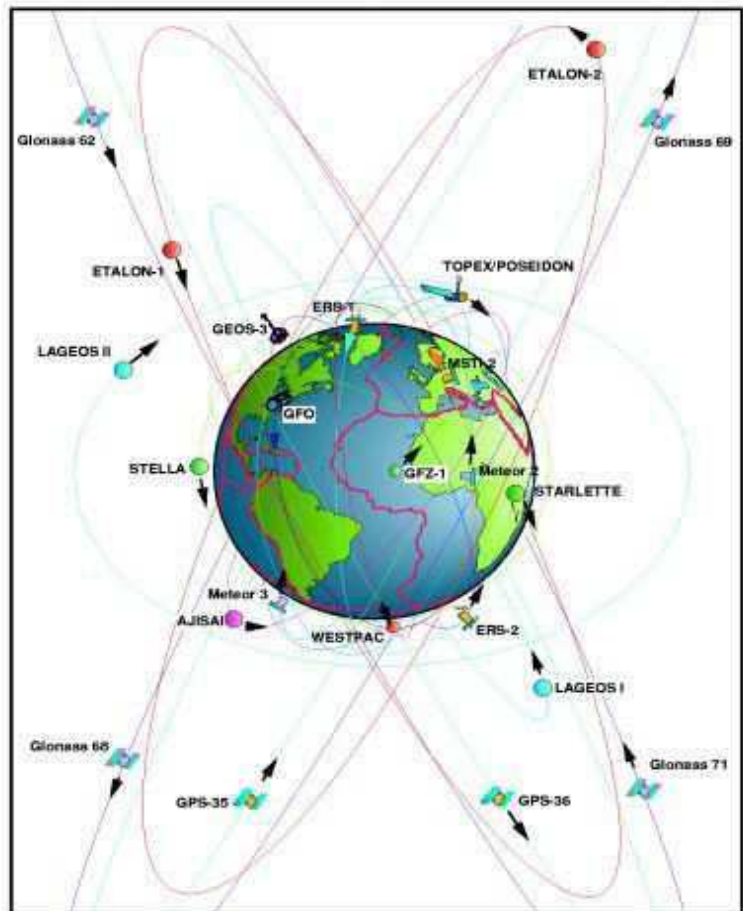 ETALON-2
Glonass 62
Glonass 69
ETALON-1
TOPEX/POSEIDON
ERS-1
GEOS-3
LAGEOS II
MSTI-2
GFO
STELLA
GFZ-1
Meteor 2
STARLETTE
Meteor 3
AJISAI
WESTPAC
ERS-2
LAGEOS I
Glonass 68
Glonass 71
GPS-35
GPS-36